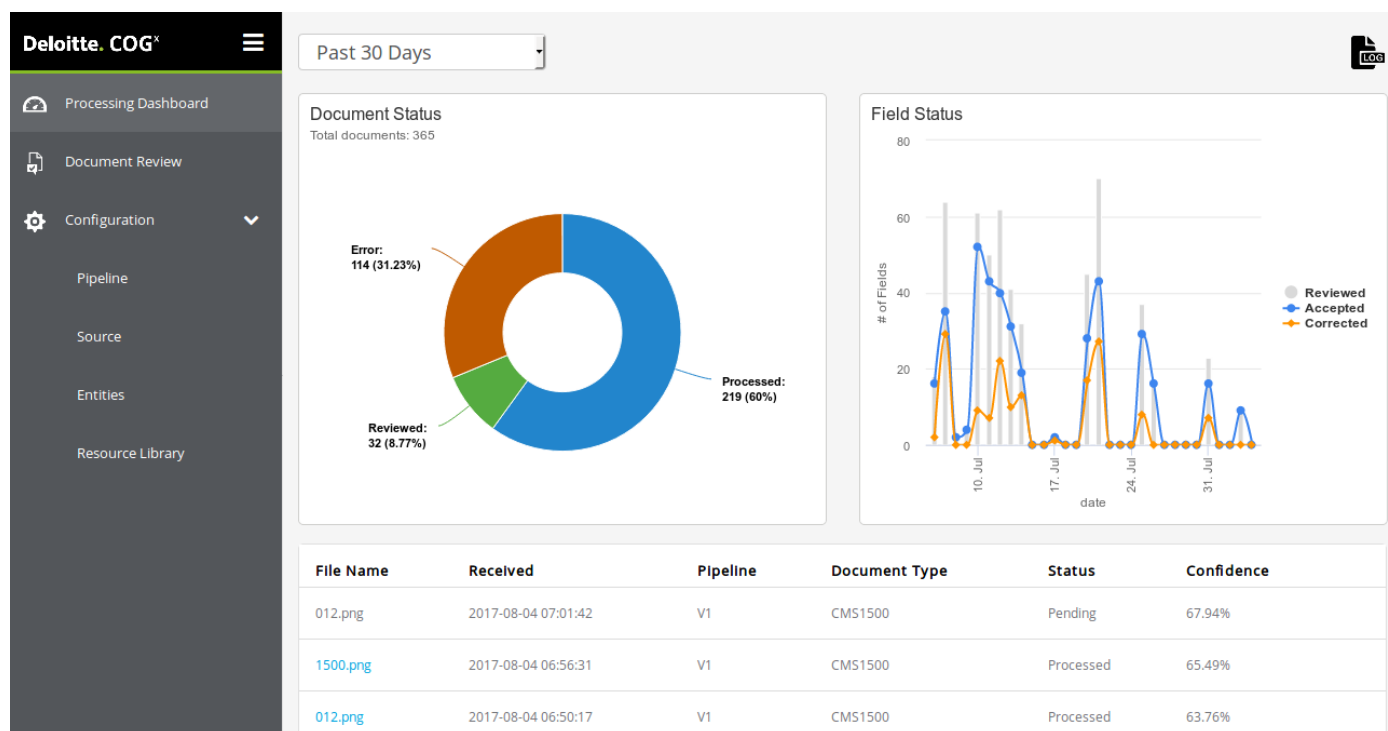 Deloitte. COGˣ
Processing Dashboard
Document Review
Configuration
Pipeline
Source
Entities
Resource Library
Past 30 Days
LOG
Document Status
Total documents: 365
Error:
114 (31.23%)
Reviewed:
32 (8.77%)
Processed:
219 (60%)
Field Status
80
60
40
20
0
# of Fields
10. Jul
17. Jul
24. Jul
31. Jul
date
Reviewed
Accepted
Corrected
File Name Received Pipeline Document Type Status Confidence
012.png 2017-08-04 07:01:42 V1 CMS1500 Pending 67.94%
1500.png 2017-08-04 06:56:31 V1 CMS1500 Processed 65.49%
012.png 2017-08-04 06:50:17 V1 CMS1500 Processed 63.76%